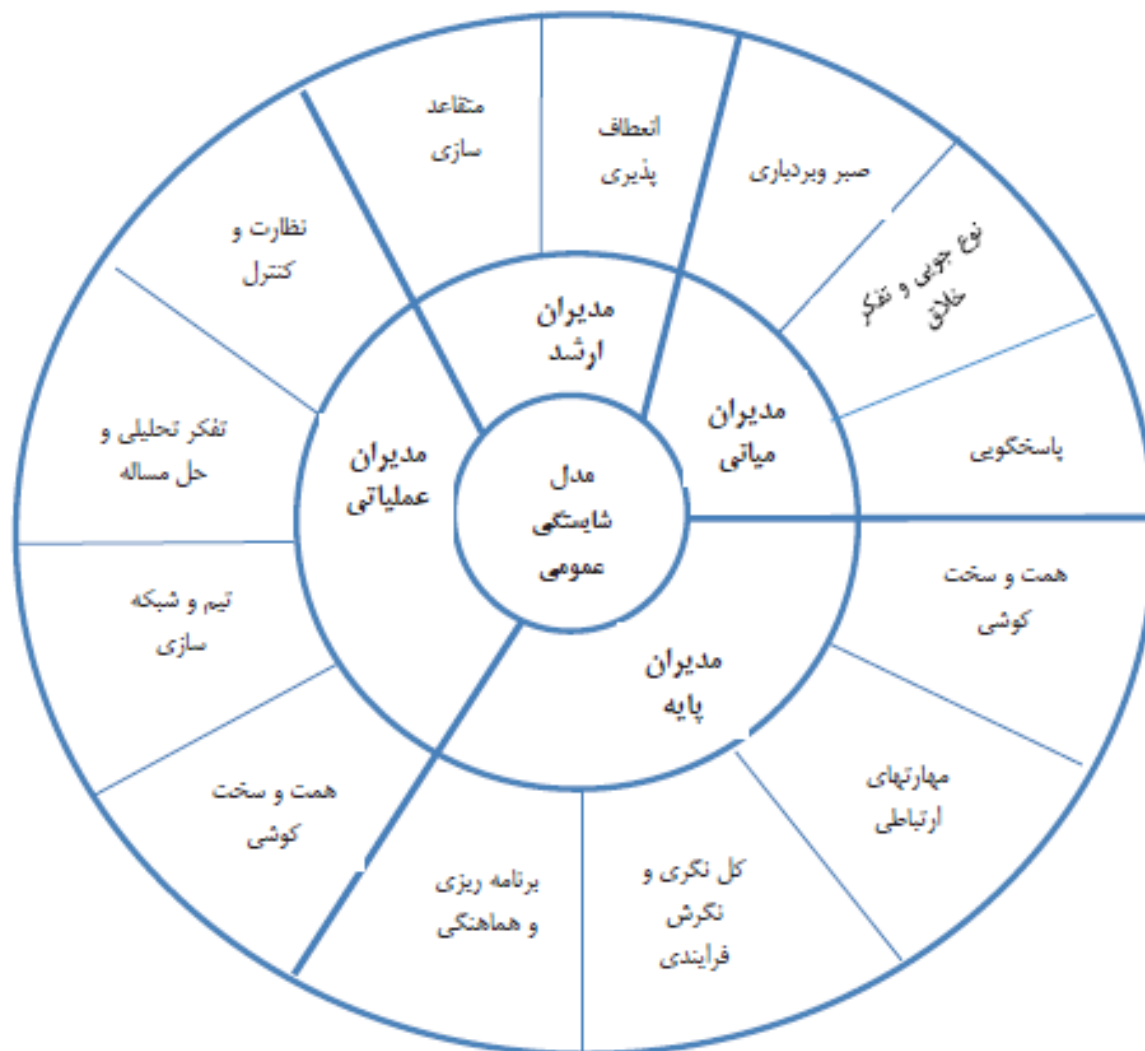 متقاعد
سازی
انعطاف
پذیری
صبر وبردباری
نوع جویی و تفکر
خلاق
پاسخگویی
همت و سخت
کوشی
مهارتهای
ارتباطی
کل نگری و
نگرش
فرایندی
برنامه ریزی
و هماهنگی
همت و سخت
کوشی
تیم و شبکه
سازی
تفکر تحلیلی و
حل مساله
نظارت و
کنترل
مدیران
ارشد
مدیران
میاتی
مدیران
پایه
مدیران
عملیاتی
مدل
شایستگی
عمومی